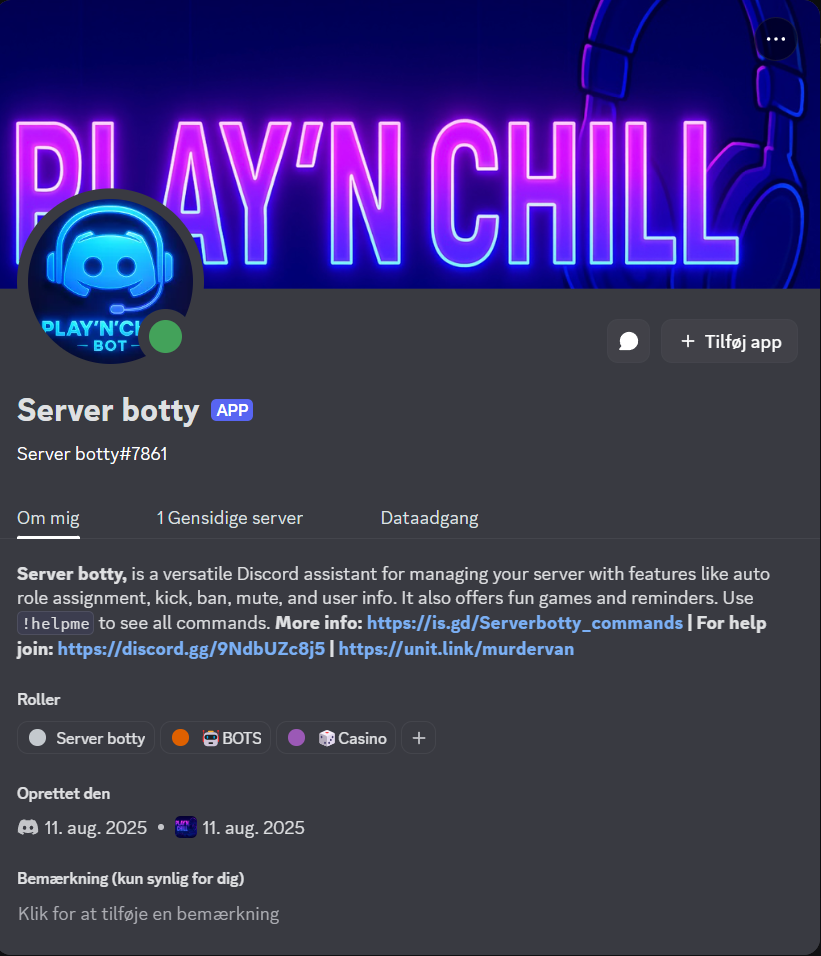 PLAY'N CHILL
PLAY'N'CH
BOT
+ Tilføj app
Server botty APP
Server botty#7861
Om mig 1 Gensidige server Dataadgang
Server botty, is a versatile Discord assistant for managing your server with features like auto
role assignment, kick, ban, mute, and user info. It also offers fun games and reminders. Use
!helpme to see all commands. More info: https://is.gd/Serverbotty_commands | For help
join: https://discord.gg/9NdbUZc8j5 | https://unit.link/murdervan
Roller
Server botty BOTS Casino +
Oprettet den
11. aug. 2025 • PLAY'N CHILL 11. aug. 2025
Bemærkning (kun synlig for dig)
Klik for at tilføje en bemærkning